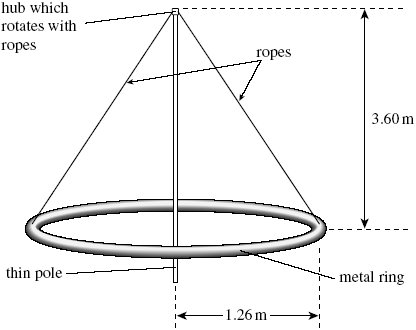 hub which
rotates with
ropes
ropes
3.60 m
thin pole
metal ring
1.26 m